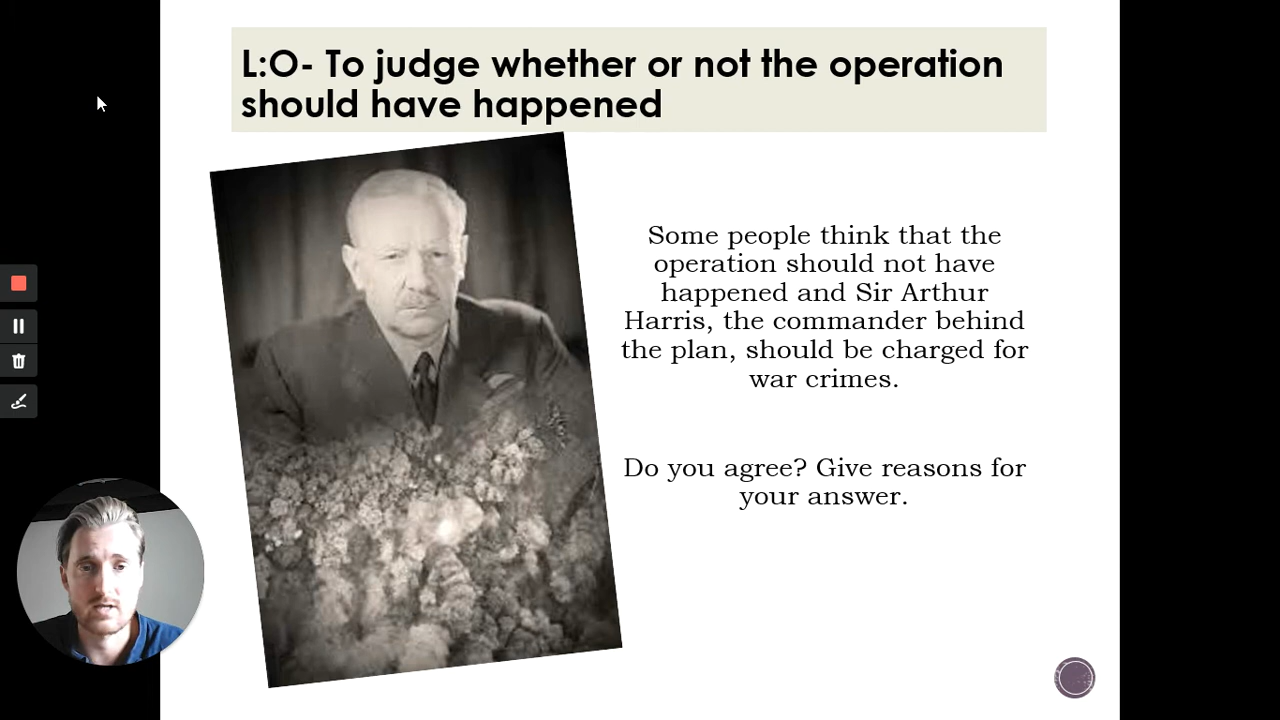 L:O- To judge whether or not the operation
should have happened
Some people think that the
operation should not have
happened and Sir Arthur
Harris, the commander behind
the plan, should be charged for
war crimes.
Do you agree? Give reasons for
your answer.